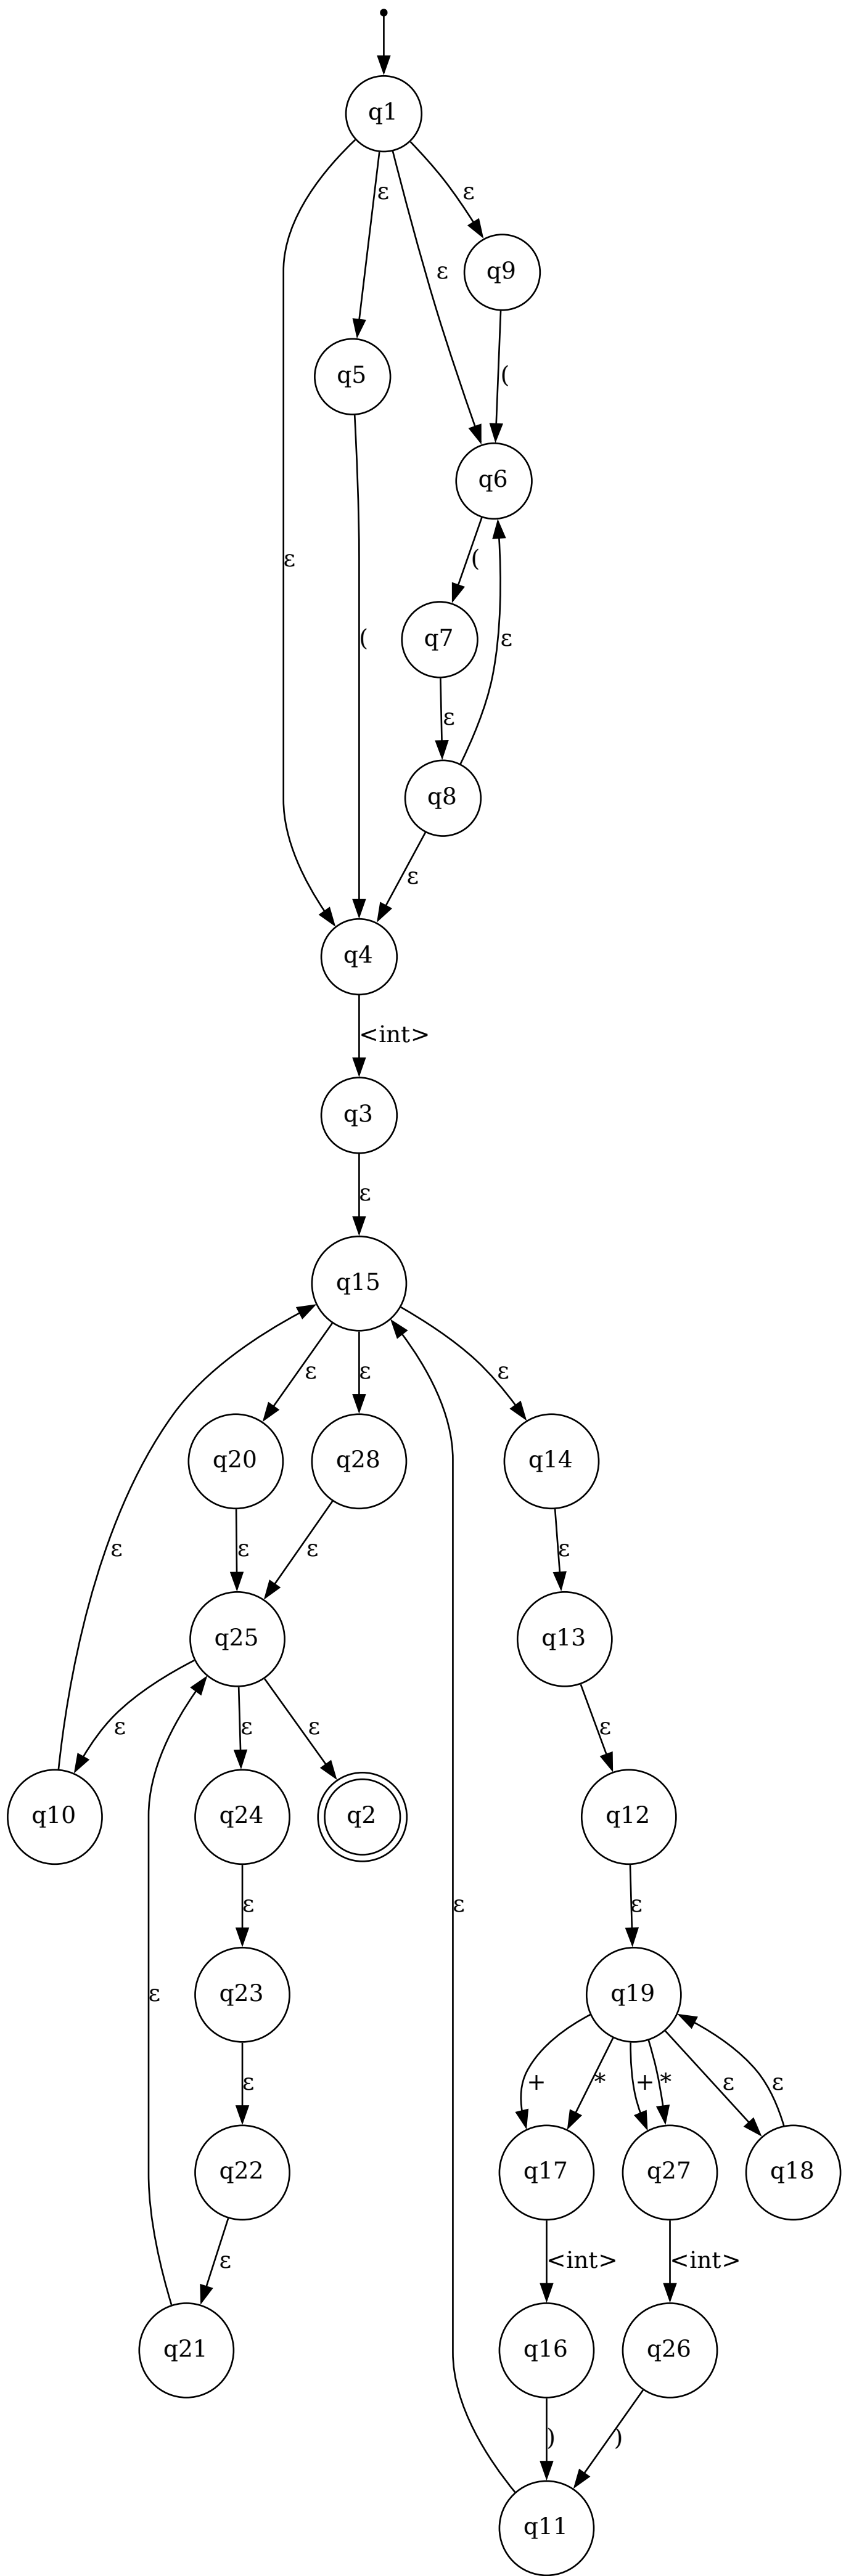 q1
ε
ε
q9
ε
q5
(
q6
ε
(
(
q7
ε
ε
q8
ε
q4
<int>
q3
ε
q15
ε
ε
ε
q20
q28
q14
ε
ε
ε
ε
q25
q13
ε
ε
ε
ε
q10
q24
q2
q12
ε
ε
ε
ε
q23
q19
ε
+
*
+
*
ε
ε
q22
q17
q27
q18
ε
<int>
<int>
q21
q16
q26
)
)
q11